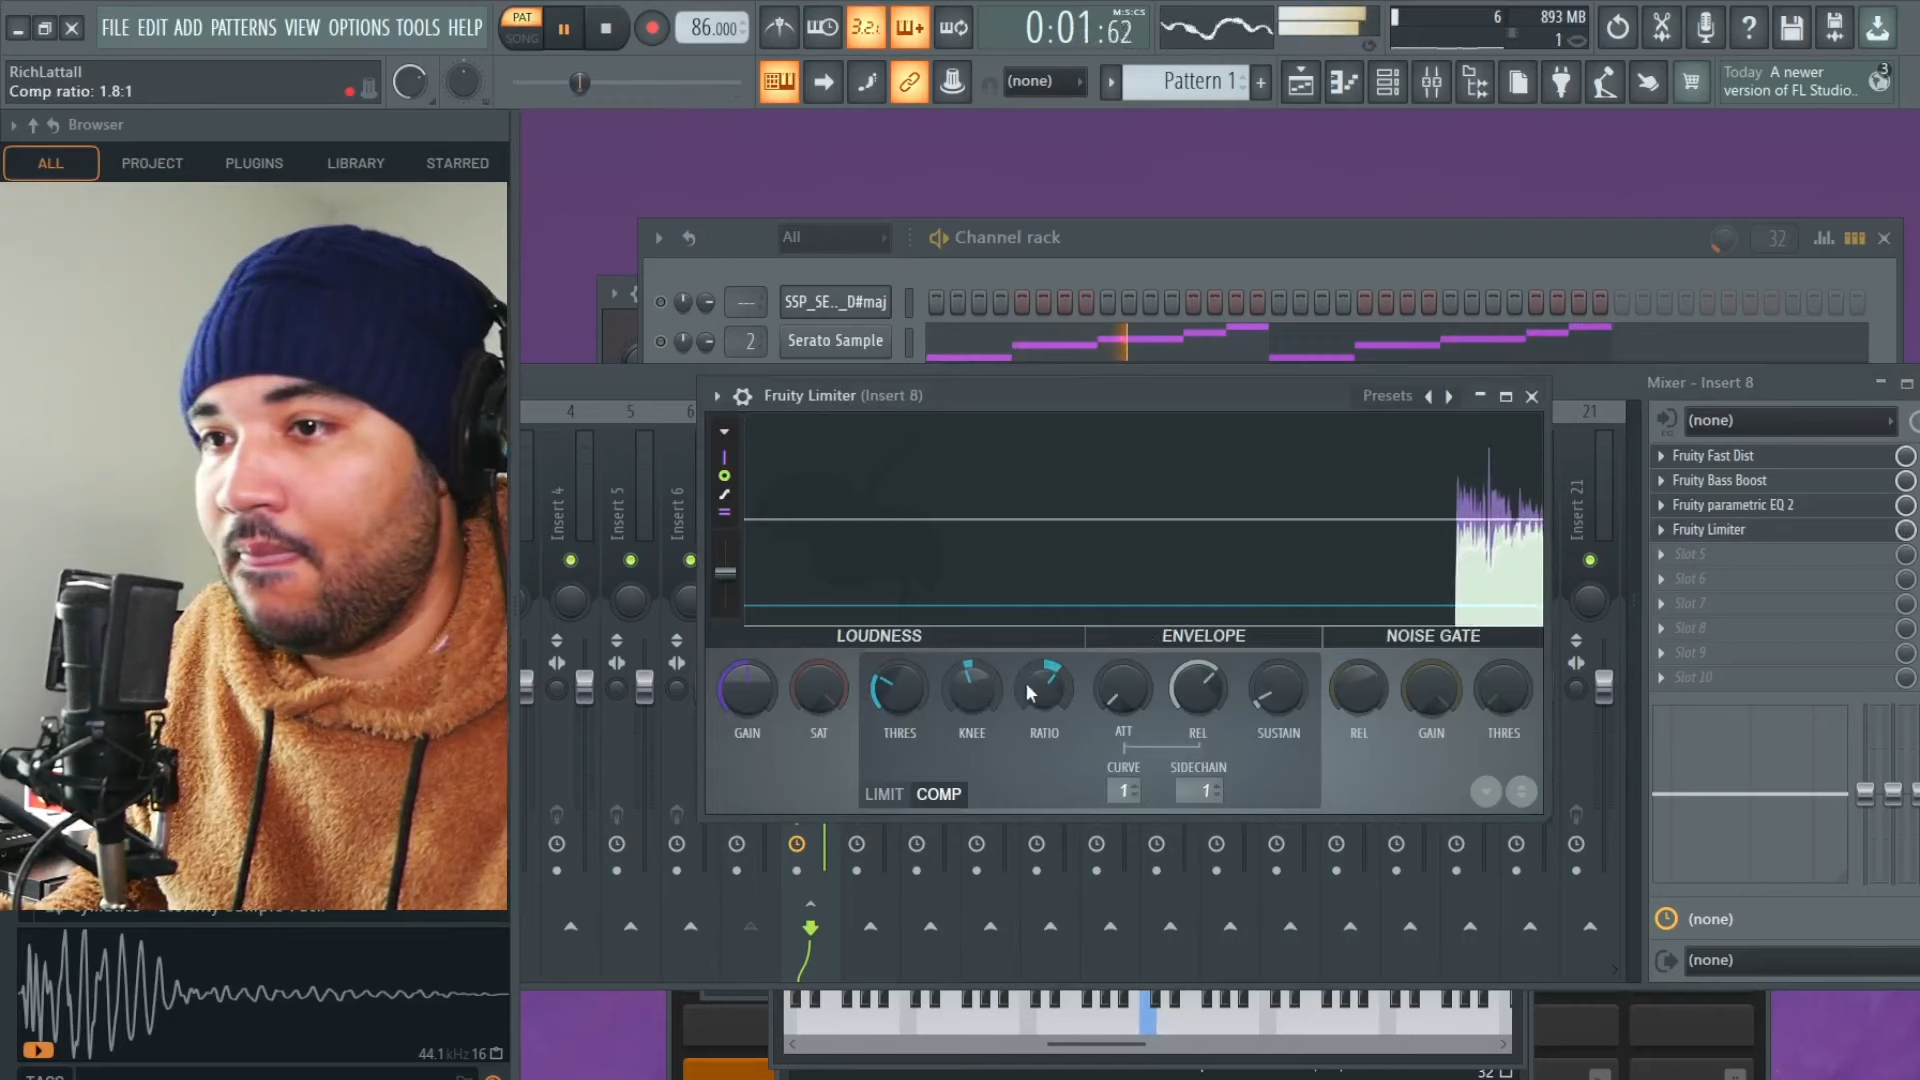 FILE EDIT ADD PATTERNS VIEW OPTIONS TOOLS HELP
PAT
SONG
86.000
3.2.
0:01:62
M:S:CS
6
893 MB
1
RichLattall
Comp ratio: 1.8:1
(none)
Pattern 1
+
Today A newer
version of FL Studio..
3
Browser
ALL
PROJECT
PLUGINS
LIBRARY
STARRED
All
Channel rack
32
---
SSP_SE.._D#maj
2
Serato Sample
Mixer - Insert 8
4
5
6
Fruity Limiter (Insert 8)
Presets
21
(none)
Fruity Fast Dist
Fruity Bass Boost
Fruity parametric EQ 2
Fruity Limiter
Slot 5
Slot 6
Slot 7
Slot 8
Slot 9
Slot 10
Insert 4
Insert 5
Insert 6
Insert 21
LOUDNESS
ENVELOPE
NOISE GATE
GAIN
SAT
THRES
KNEE
RATIO
ATT
REL
SUSTAIN
REL
GAIN
THRES
CURVE
SIDECHAIN
LIMIT
COMP
1
1
(none)
(none)
44.1kHz 16
TAGS
32